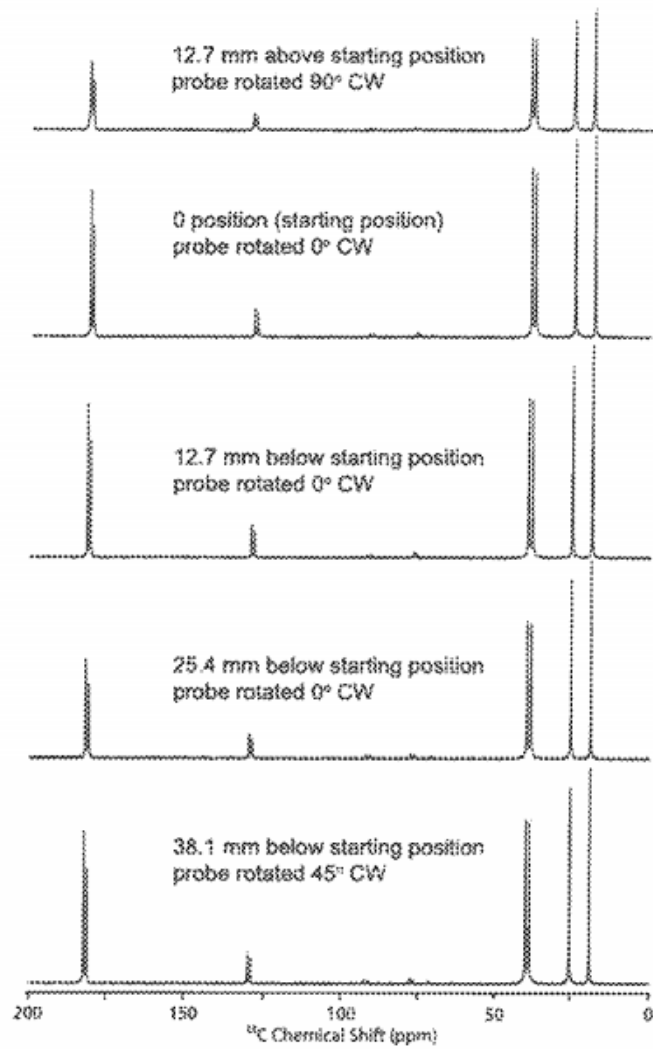 12.7 mm above starting position
probe rotated 90° CW
0 position (starting position)
probe rotated 0° CW
12.7 mm below starting position
probe rotated 0° CW
25.4 mm below starting position
probe rotated 0° CW
38.1 mm below starting position
probe rotated 45° CW
200 150 100 50 0
¹³C Chemical Shift (ppm)